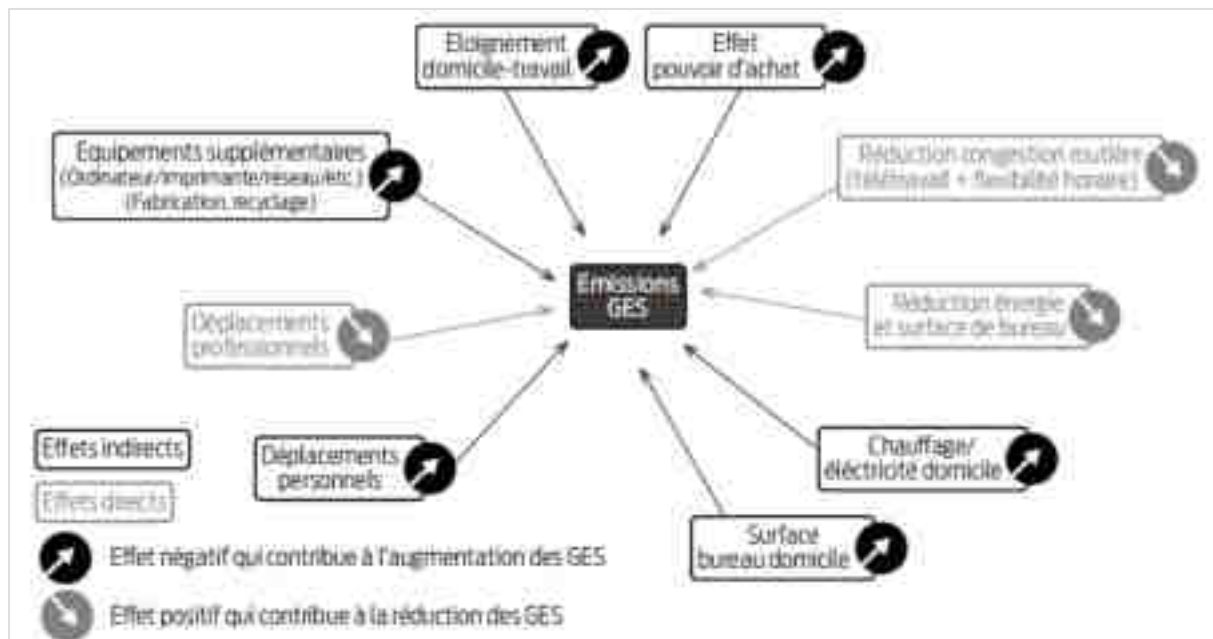 Eloignement
domicile-travail
Effet
pouvoir d'achat
Equipements supplémentaires
(Ordinateur/imprimante/réseau/etc.)
(Fabrication, recyclage)
Réduction congestion routière
(télétravail + flexibilité horaire)
Emissions
GES
Déplacements
professionnels
Réduction énergie
et surface de bureau
Effets indirects
Déplacements
personnels
Chauffage/
éléctricité domicile
Effets directs
Surface
bureau domicile
Effet négatif qui contribue à l'augmentation des GES
Effet positif qui contribue à la réduction des GES